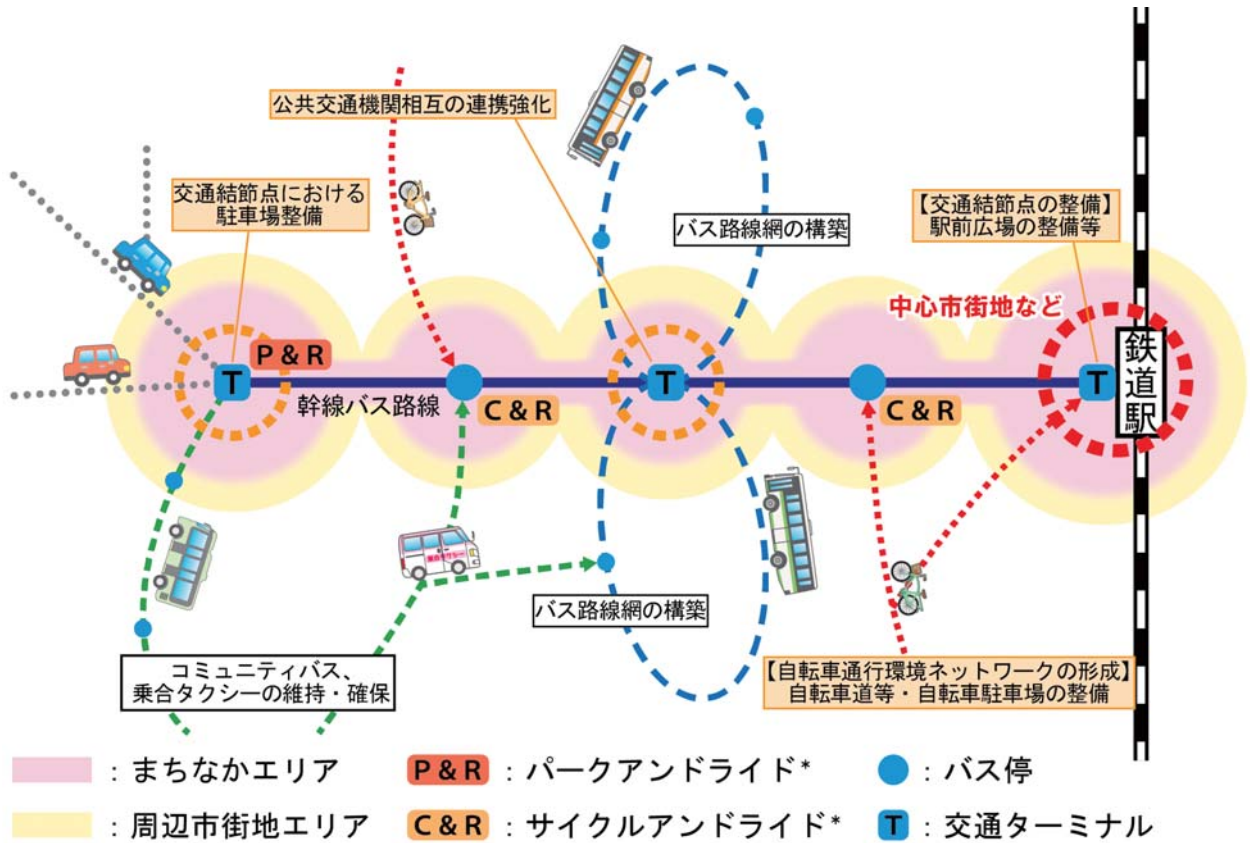 公共交通機関相互の連携強化
交通結節点における
駐車場整備
バス路線網の構築
【交通結節点の整備】
駅前広場の整備等
中心市街地など
P & R
T
T
T
鉄道駅
幹線バス路線
C & R
C & R
乗合タクシー
バス路線網の構築
コミュニティバス、
乗合タクシーの維持・確保
【自転車通行環境ネットワークの形成】
自転車道等・自転車駐車場の整備
：まちなかエリア
P & R：パークアンドライド*
：バス停
：周辺市街地エリア
C & R：サイクルアンドライド*
T：交通ターミナル